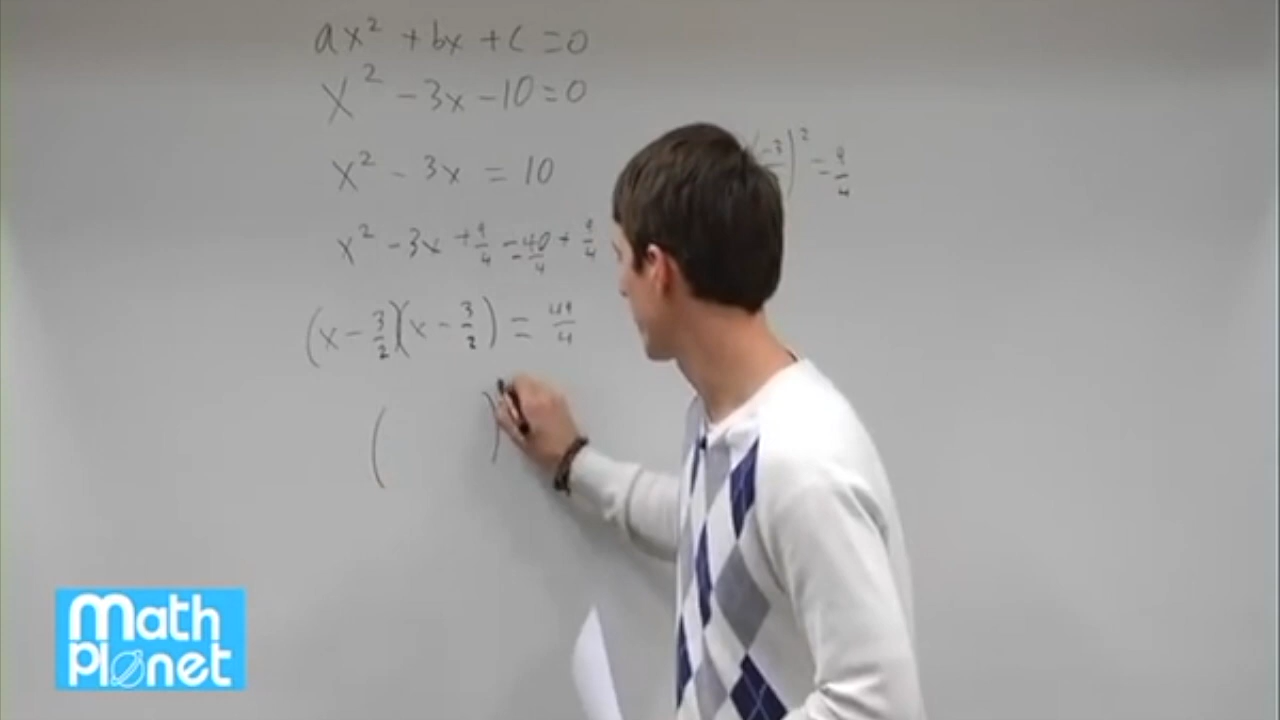 ax² + bx + c = 0
x² - 3x - 10 = 0
(-3/ )² = 9/4
x² - 3x = 10
x² - 3x + 9/4 = 40/4 + 9/4
(x - 3/2)(x - 3/2) = 49/4
( )
Math
Planet